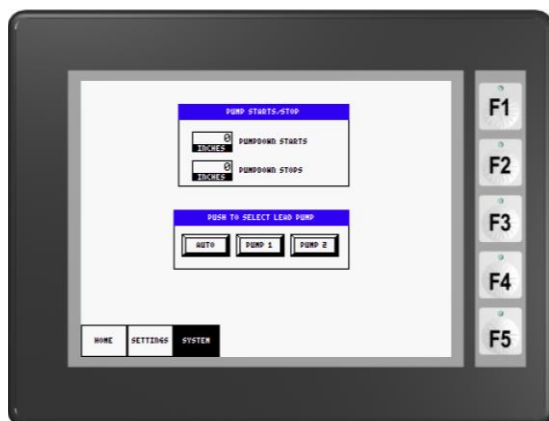 PUMP STARTS/STOP
0
INCHES
PUMPDOWN STARTS
0
INCHES
PUMPDOWN STOPS
PUSH TO SELECT LEAD PUMP
AUTO
PUMP 1
PUMP 2
HOME
SETTINGS
SYSTEM
F1
F2
F3
F4
F5